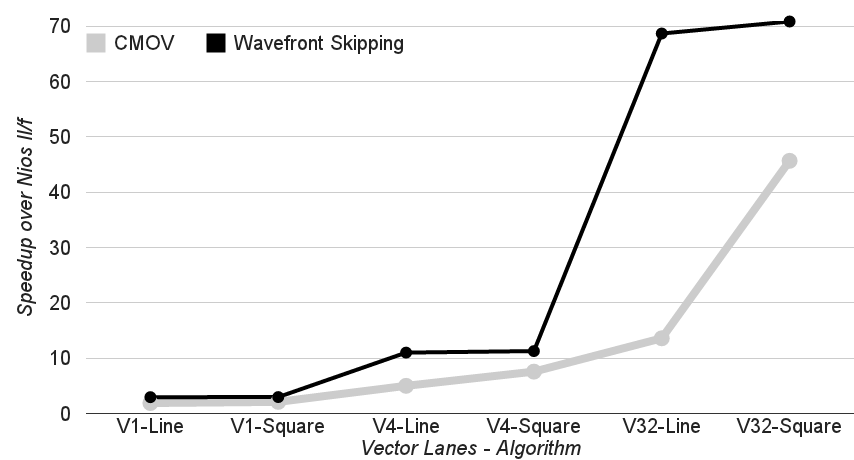 70
CMOV
Wavefront Skipping
60
50
40
30
20
10
0
Speedup over Nios II/f
V1-Line
V1-Square
V4-Line
V4-Square
V32-Line
V32-Square
Vector Lanes - Algorithm